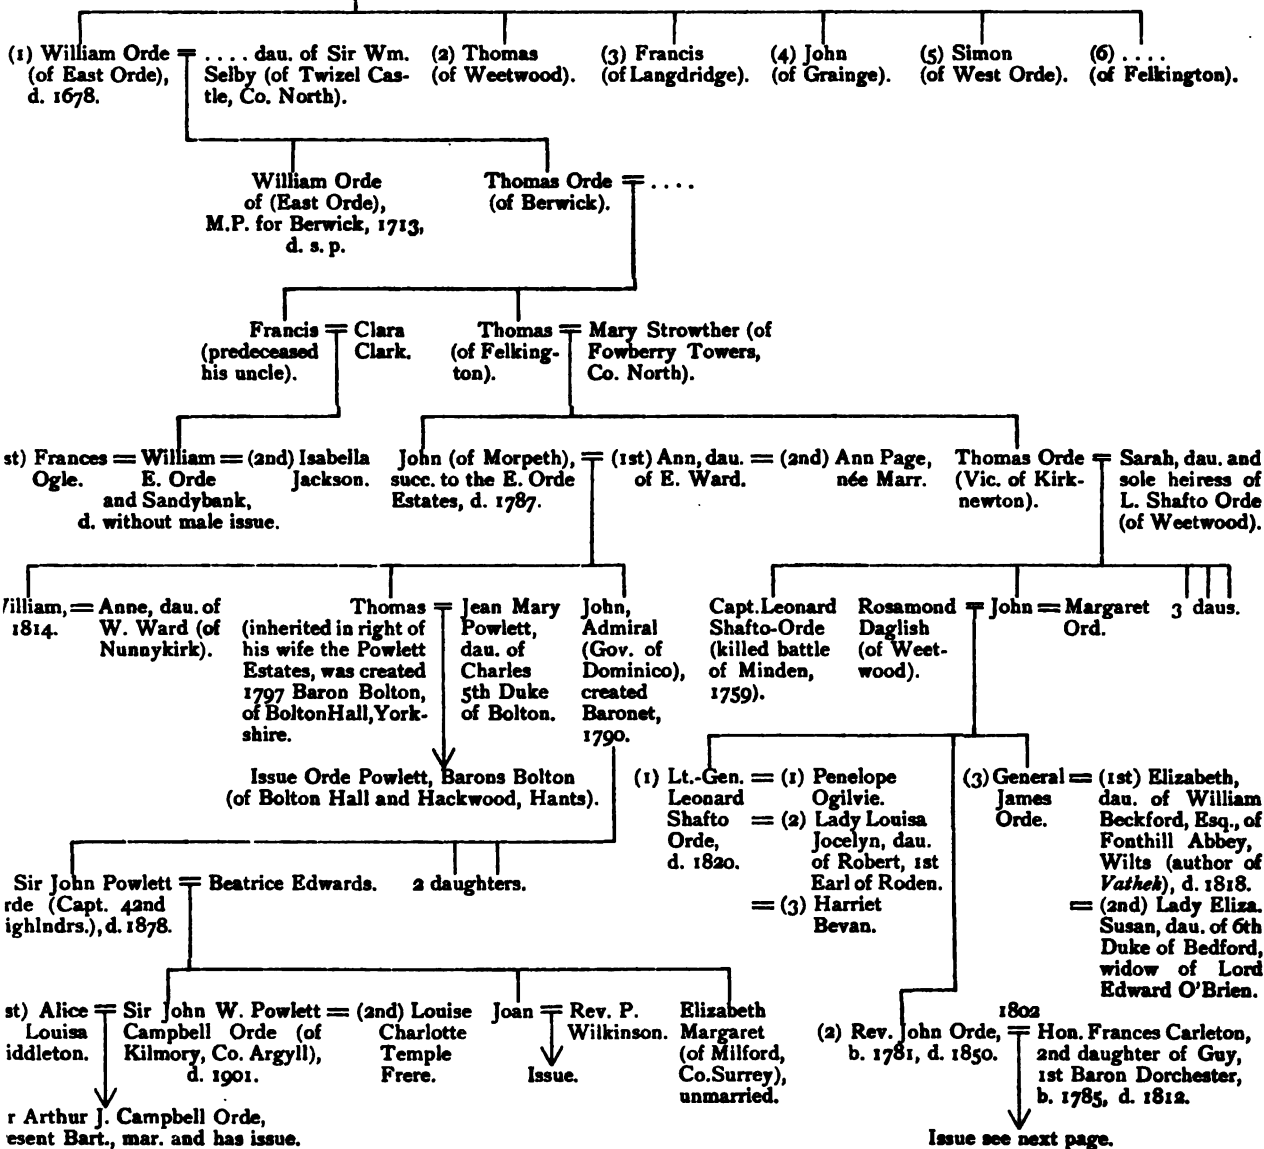 (1) William Orde = .... dau. of Sir Wm. (2) Thomas (3) Francis (4) John (5) Simon (6) ....
(of East Orde), Selby (of Twizel Cas- (of Weetwood). (of Langdridge). (of Grainge). (of West Orde). (of Felkington).
d. 1678. tle, Co. North).
William Orde Thomas Orde = ....
of (East Orde), (of Berwick).
M.P. for Berwick, 1713,
d. s. p.
Francis = Clara Thomas = Mary Strowther (of
(predeceased Clark. (of Felking- Fowberry Towers,
his uncle). ton). Co. North).
st) Frances = William = (2nd) Isabella John (of Morpeth), = (1st) Ann, dau. = (2nd) Ann Page, Thomas Orde = Sarah, dau. and
Ogle. E. Orde Jackson. succ. to the E. Orde of E. Ward. née Marr. (Vic. of Kirk- sole heiress of
and Sandybank, Estates, d. 1787. newton). L. Shafto Orde
d. without male issue. (of Weetwood).
illiam, = Anne, dau. of Thomas = Jean Mary John, Capt. Leonard Rosamond = John = Margaret 3 daus.
1814. W. Ward (of (inherited in right of Powlett, Admiral Shafto-Orde Daglish Ord.
Nunnykirk). his wife the Powlett dau. of (Gov. of (killed battle (of Weet-
Estates, was created Charles Dominico), of Minden, wood).
1797 Baron Bolton, 5th Duke created 1759).
of Bolton Hall, York- of Bolton. Baronet,
shire. 1790.
Issue Orde Powlett, Barons Bolton (1) Lt.-Gen. = (1) Penelope (3) General = (1st) Elizabeth,
(of Bolton Hall and Hackwood, Hants). Leonard Ogilvie. James dau. of William
Shafto = (2) Lady Louisa Orde. Beckford, Esq., of
Orde, Jocelyn, dau. Fonthill Abbey,
d. 1820. of Robert, 1st Wilts (author of
Sir John Powlett = Beatrice Edwards. 2 daughters. Earl of Roden. Vathek), d. 1818.
rde (Capt. 42nd = (3) Harriet = (2nd) Lady Eliza.
ighlndrs.), d. 1878. Bevan. Susan, dau. of 6th
Duke of Bedford,
widow of Lord
Edward O'Brien.
st) Alice = Sir John W. Powlett = (2nd) Louise Joan = Rev. P. Elizabeth 1802
Louisa Campbell Orde (of Charlotte Wilkinson. Margaret (2) Rev. John Orde, = Hon. Frances Carleton,
iddleton. Kilmory, Co. Argyll), Temple (of Milford, b. 1781, d. 1850. 2nd daughter of Guy,
d. 1901. Frere. Issue. Co. Surrey), 1st Baron Dorchester,
unmarried. b. 1785, d. 1812.
r Arthur J. Campbell Orde,
esent Bart., mar. and has issue. Issue see next page.